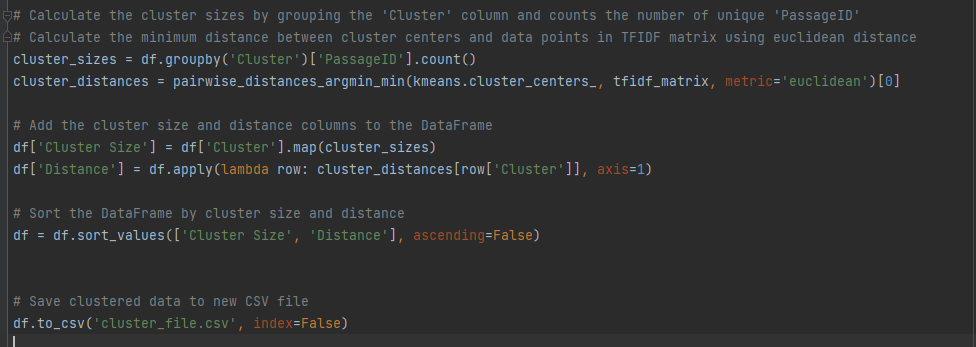 # Calculate the cluster sizes by grouping the 'Cluster' column and counts the number of unique 'PassageID'
# Calculate the minimum distance between cluster centers and data points in TFIDF matrix using euclidean distance
cluster_sizes = df.groupby('Cluster')['PassageID'].count()
cluster_distances = pairwise_distances_argmin_min(kmeans.cluster_centers_, tfidf_matrix, metric='euclidean')[0]
# Add the cluster size and distance columns to the DataFrame
df['Cluster Size'] = df['Cluster'].map(cluster_sizes)
df['Distance'] = df.apply(lambda row: cluster_distances[row['Cluster']], axis=1)
# Sort the DataFrame by cluster size and distance
df = df.sort_values(['Cluster Size', 'Distance'], ascending=False)
# Save clustered data to new CSV file
df.to_csv('cluster_file.csv', index=False)